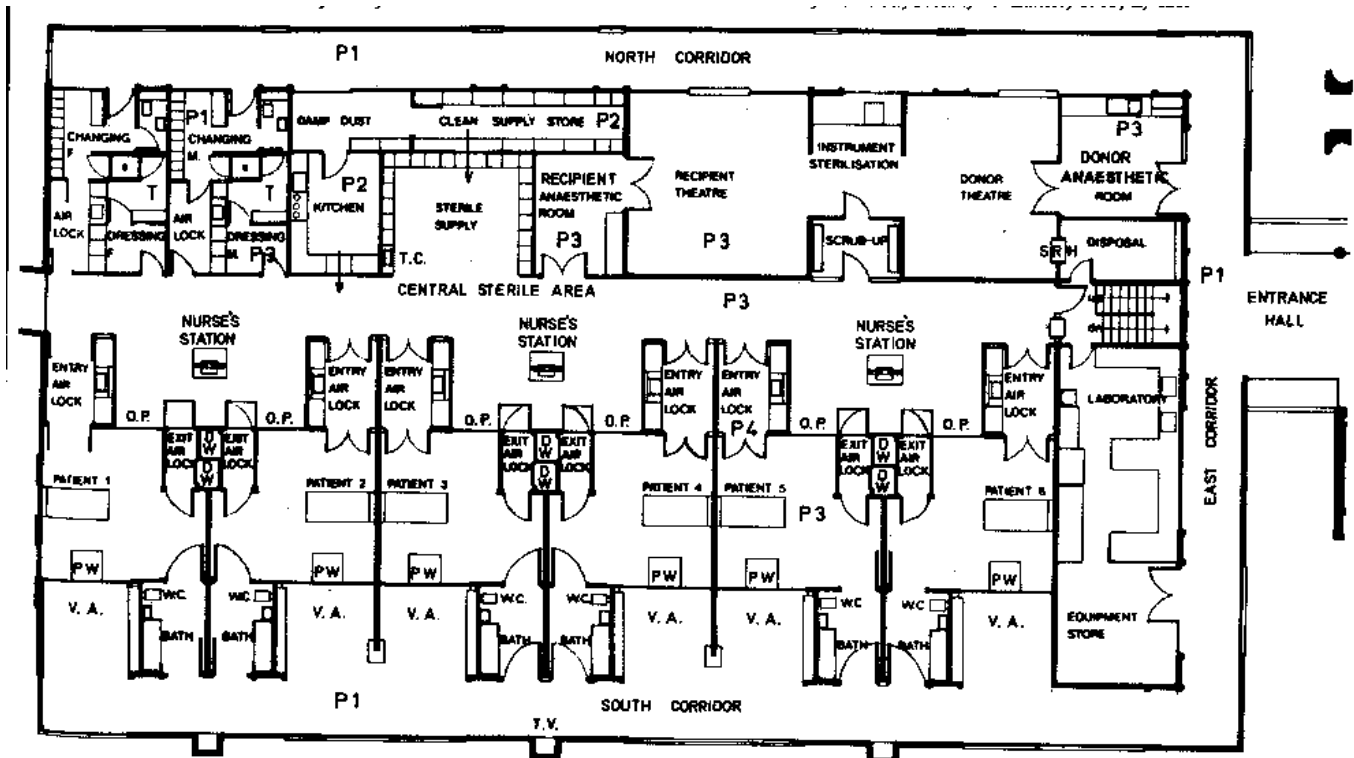 P1
NORTH CORRIDOR
CHANGING
F.
P1
CHANGING
M.
DAMP DUST
CLEAN SUPPLY STORE
P2
P3
INSTRUMENT
STERILISATION
DONOR
ANAESTHETIC
ROOM
RECIPIENT
THEATRE
DONOR
THEATRE
T
T
P2
KITCHEN
STERILE
SUPPLY
RECIPIENT
ANAESTHETIC
ROOM
AIR
LOCK
DRESSING
F.
AIR
LOCK
DRESSING
M.
P3
T.C.
P3
P3
SCRUB-UP
SRH
DISPOSAL
CENTRAL STERILE AREA
P3
UP
P1
ENTRANCE
HALL
NURSE'S
STATION
NURSE'S
STATION
NURSE'S
STATION
ENTRY
AIR
LOCK
ENTRY
AIR
LOCK
ENTRY
AIR
LOCK
ENTRY
AIR
LOCK
ENTRY
AIR
LOCK
P4
ENTRY
AIR
LOCK
LABORATORY
EAST CORRIDOR
O.P.
O.P.
O.P.
O.P.
O.P.
O.P.
EXIT
AIR
LOCK
D
W
D
W
EXIT
AIR
LOCK
EXIT
AIR
LOCK
D
W
D
W
EXIT
AIR
LOCK
EXIT
AIR
LOCK
D
W
D
W
EXIT
AIR
LOCK
PATIENT 1
PATIENT 2
PATIENT 3
PATIENT 4
PATIENT 5
P3
PATIENT 6
PW
PW
PW
PW
PW
PW
V. A.
W.C.
W.C.
V. A.
V. A.
W.C.
W.C.
V. A.
V. A.
W.C
W.C
V. A.
BATH
BATH
BATH
BATH
BATH
BATH
EQUIPMENT
STORE
P1
SOUTH CORRIDOR
T.V.